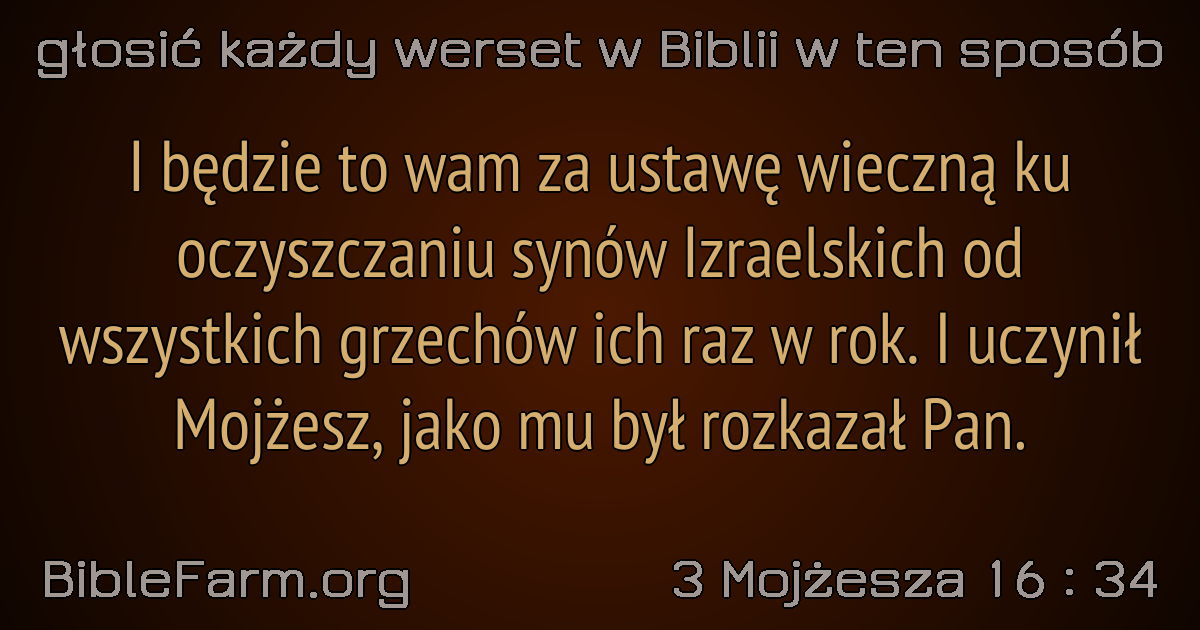 głosić każdy werset w Biblii w ten sposób
I będzie to wam za ustawę wieczną ku
oczyszczaniu synów Izraelskich od
wszystkich grzechów ich raz w rok. I uczynił
Mojżesz, jako mu był rozkazał Pan.
BibleFarm.org
3 Mojżesza 16 : 34